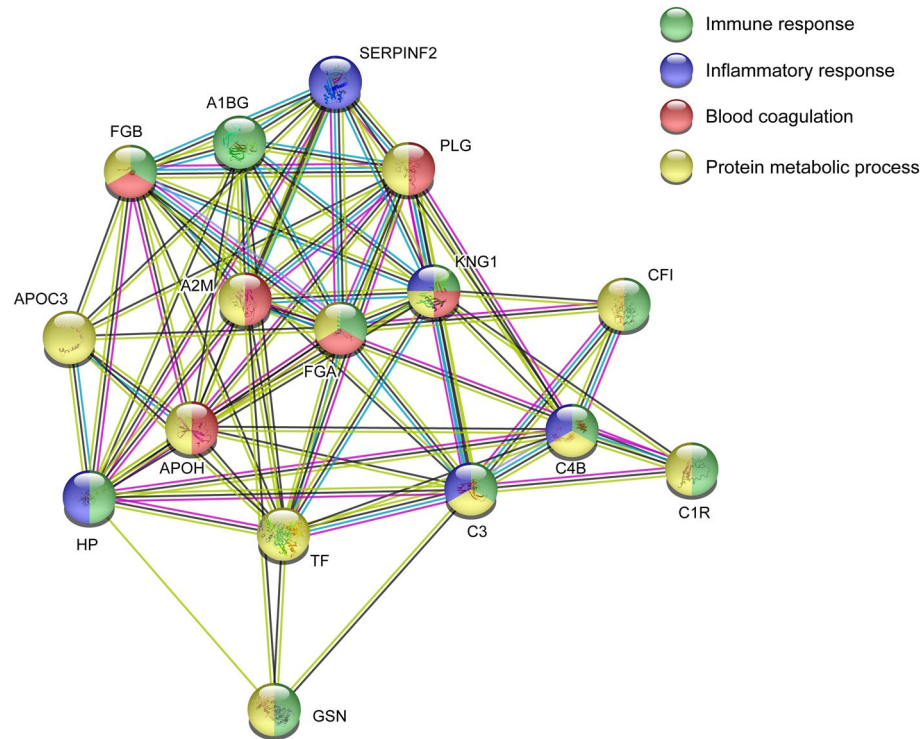 SERPINF2
Immune response
Inflammatory response
A1BG
Blood coagulation
FGB
PLG
Protein metabolic process
KNG1
CFI
A2M
APOC3
FGA
APOH
C4B
C1R
HP
C3
TF
GSN